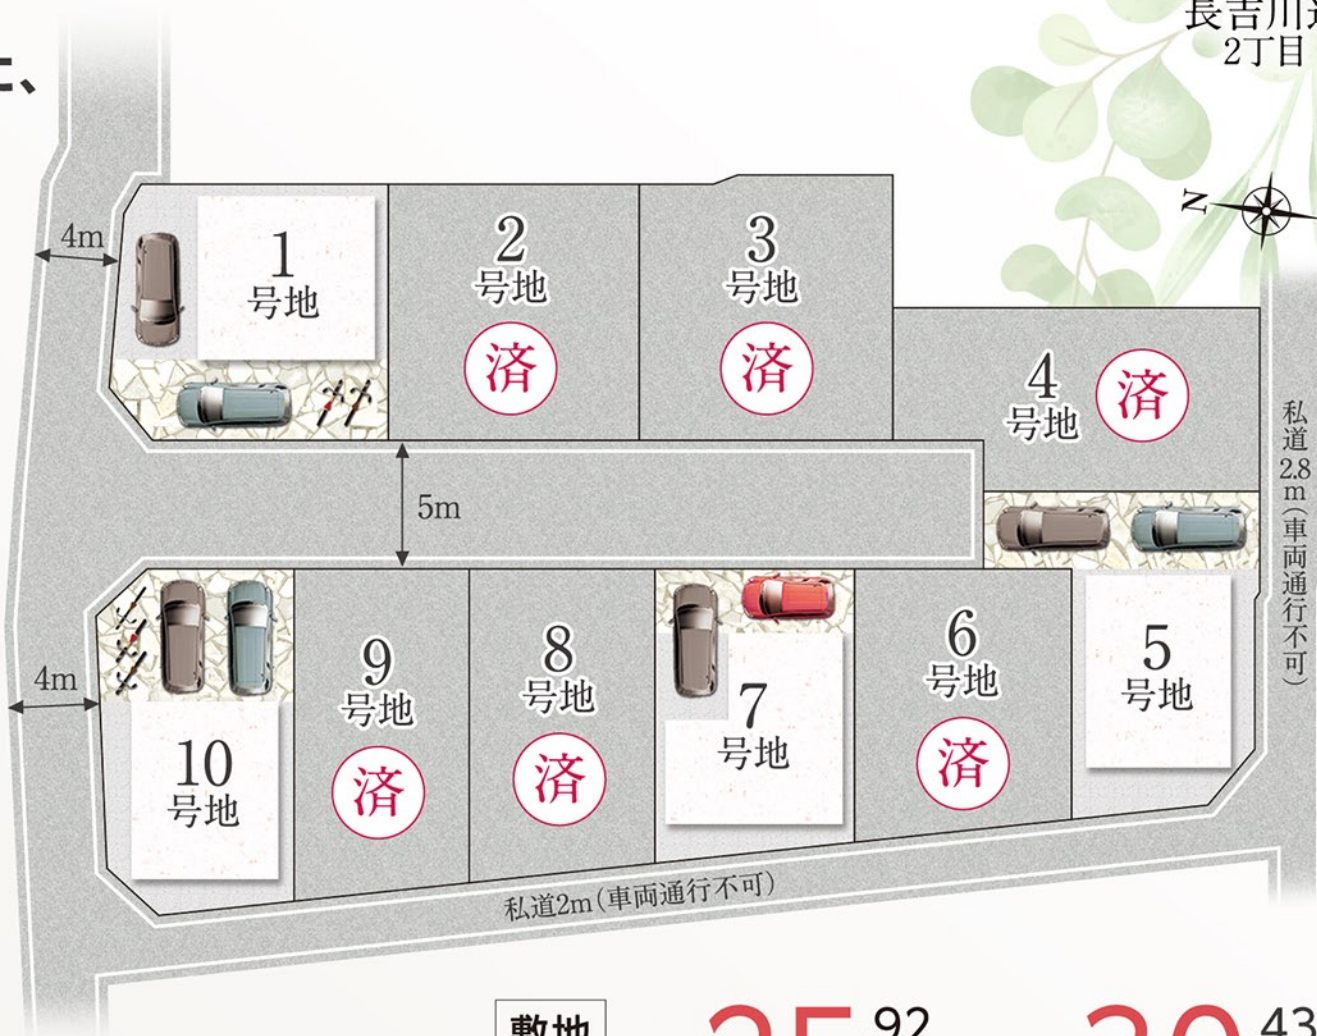 長吉川
2丁目
N
4m
1
号地
2
号地
済
3
号地
済
4
号地
済
5m
私道2.8m(車両通行不可)
4m
10
号地
9
号地
済
8
号地
済
7
号地
6
号地
済
5
号地
私道2m(車両通行不可)
敷地
92
43